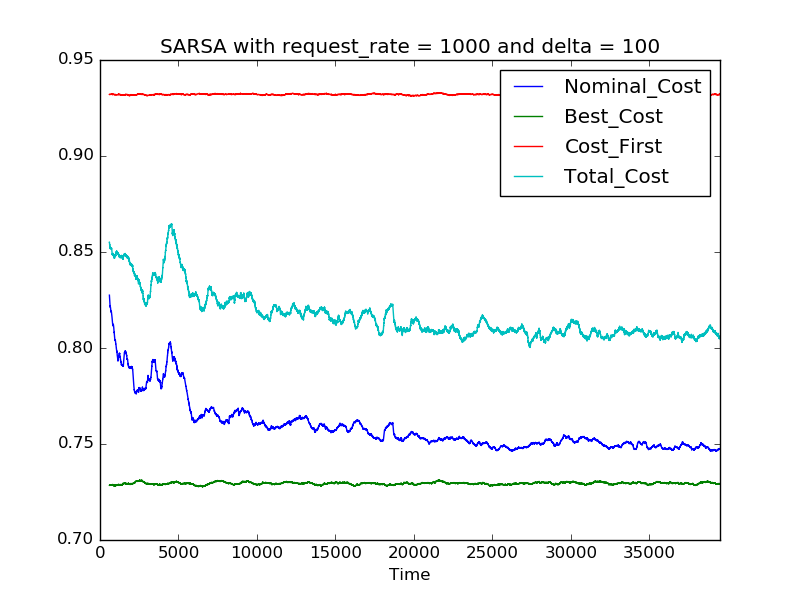 SARSA with request_rate = 1000 and delta = 100
0.95
0.90
0.85
0.80
0.75
0.70
Nominal_Cost
Best_Cost
Cost_First
Total_Cost
0 5000 10000 15000 20000 25000 30000 35000
Time